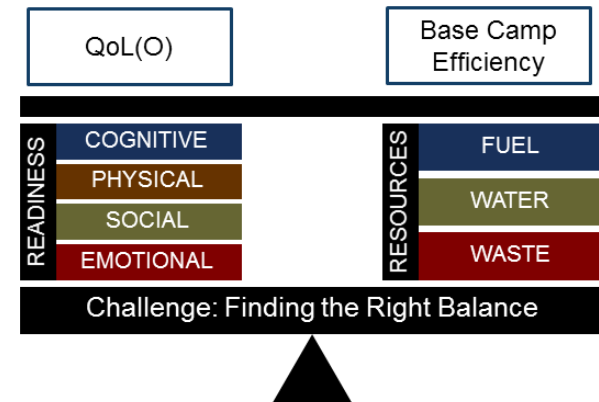 QoL(O)
Base Camp
Efficiency
READINESS
COGNITIVE
PHYSICAL
SOCIAL
EMOTIONAL
RESOURCES
FUEL
WATER
WASTE
Challenge: Finding the Right Balance